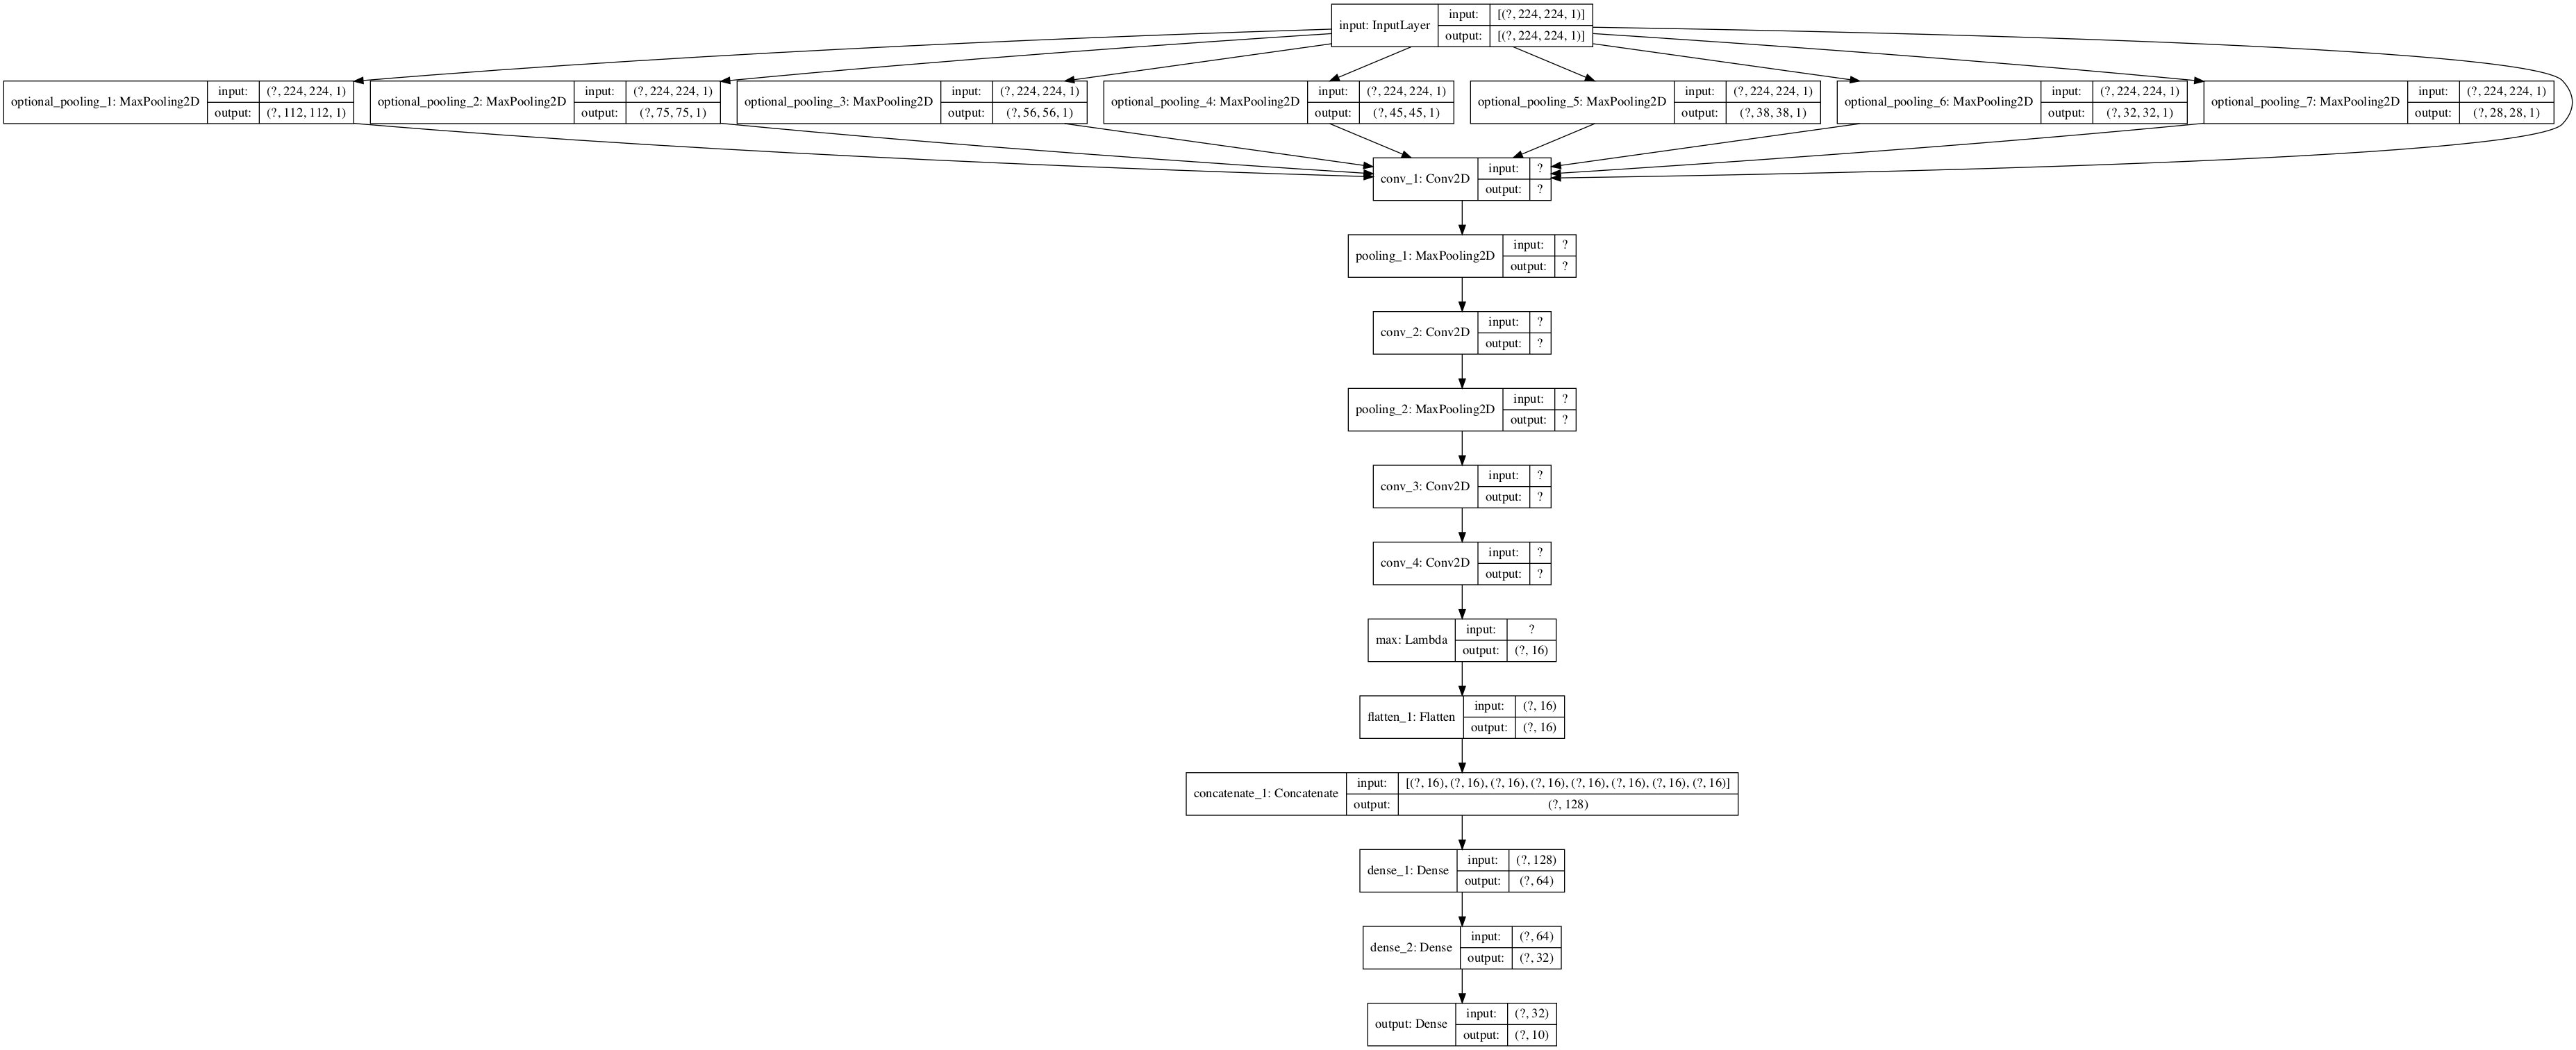 input: InputLayer input: [(?, 224, 224, 1)]
output: [(?, 224, 224, 1)]
optional_pooling_1: MaxPooling2D input: (?, 224, 224, 1)
output: (?, 112, 112, 1)
optional_pooling_2: MaxPooling2D input: (?, 224, 224, 1)
output: (?, 75, 75, 1)
optional_pooling_3: MaxPooling2D input: (?, 224, 224, 1)
output: (?, 56, 56, 1)
optional_pooling_4: MaxPooling2D input: (?, 224, 224, 1)
output: (?, 45, 45, 1)
optional_pooling_5: MaxPooling2D input: (?, 224, 224, 1)
output: (?, 38, 38, 1)
optional_pooling_6: MaxPooling2D input: (?, 224, 224, 1)
output: (?, 32, 32, 1)
optional_pooling_7: MaxPooling2D input: (?, 224, 224, 1)
output: (?, 28, 28, 1)
conv_1: Conv2D input: ?
output: ?
pooling_1: MaxPooling2D input: ?
output: ?
conv_2: Conv2D input: ?
output: ?
pooling_2: MaxPooling2D input: ?
output: ?
conv_3: Conv2D input: ?
output: ?
conv_4: Conv2D input: ?
output: ?
max: Lambda input: ?
output: (?, 16)
flatten_1: Flatten input: (?, 16)
output: (?, 16)
concatenate_1: Concatenate input: [(?, 16), (?, 16), (?, 16), (?, 16), (?, 16), (?, 16), (?, 16), (?, 16)]
output: (?, 128)
dense_1: Dense input: (?, 128)
output: (?, 64)
dense_2: Dense input: (?, 64)
output: (?, 32)
output: Dense input: (?, 32)
output: (?, 10)